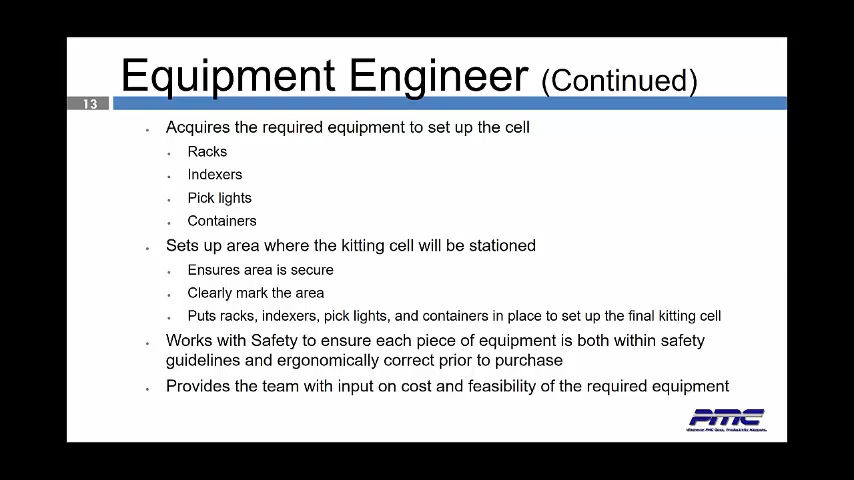 Equipment Engineer (Continued)
13
Acquires the required equipment to set up the cell
Racks
Indexers
Pick lights
Containers
Sets up area where the kitting cell will be stationed
Ensures area is secure
Clearly mark the area
Puts racks, indexers, pick lights, and containers in place to set up the final kitting cell
Works with Safety to ensure each piece of equipment is both within safety
guidelines and ergonomically correct prior to purchase
Provides the team with input on cost and feasibility of the required equipment
PMC